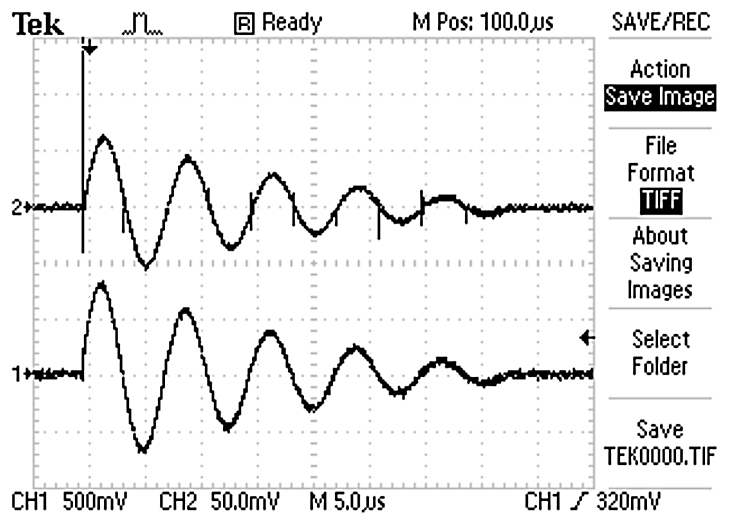 Tek R Ready M Pos: 100.0µs SAVE/REC
Action
Save Image
File
Format
TIFF
About
Saving
Images
Select
Folder
Save
TEK0000.TIF
2
1
CH1 500mV CH2 50.0mV M 5.0µs CH1 320mV